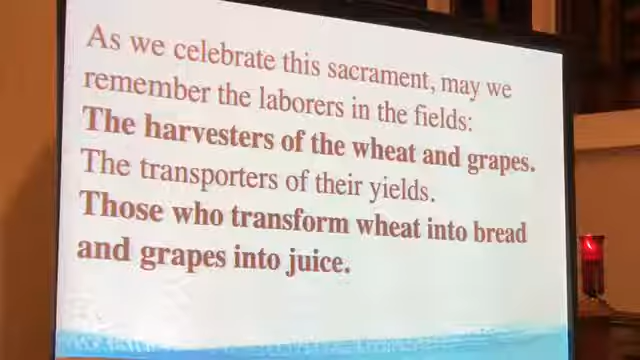 As we celebrate this sacrament, may we
remember the laborers in the fields:
The harvesters of the wheat and grapes.
The transporters of their yields.
Those who transform wheat into bread
and grapes into juice.